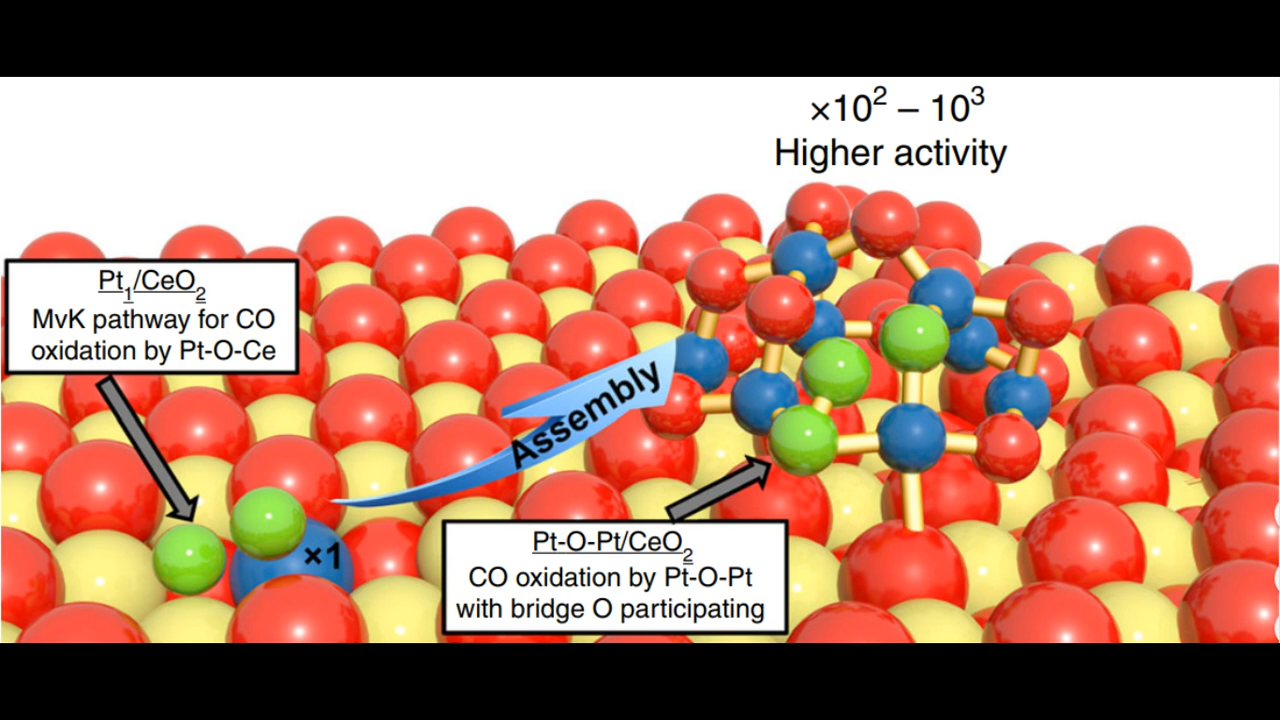 ×10² – 10³
Higher activity
Pt₁/CeO₂
MvK pathway for CO
oxidation by Pt-O-Ce
Assembly
×1
Pt-O-Pt/CeO₂
CO oxidation by Pt-O-Pt
with bridge O participating